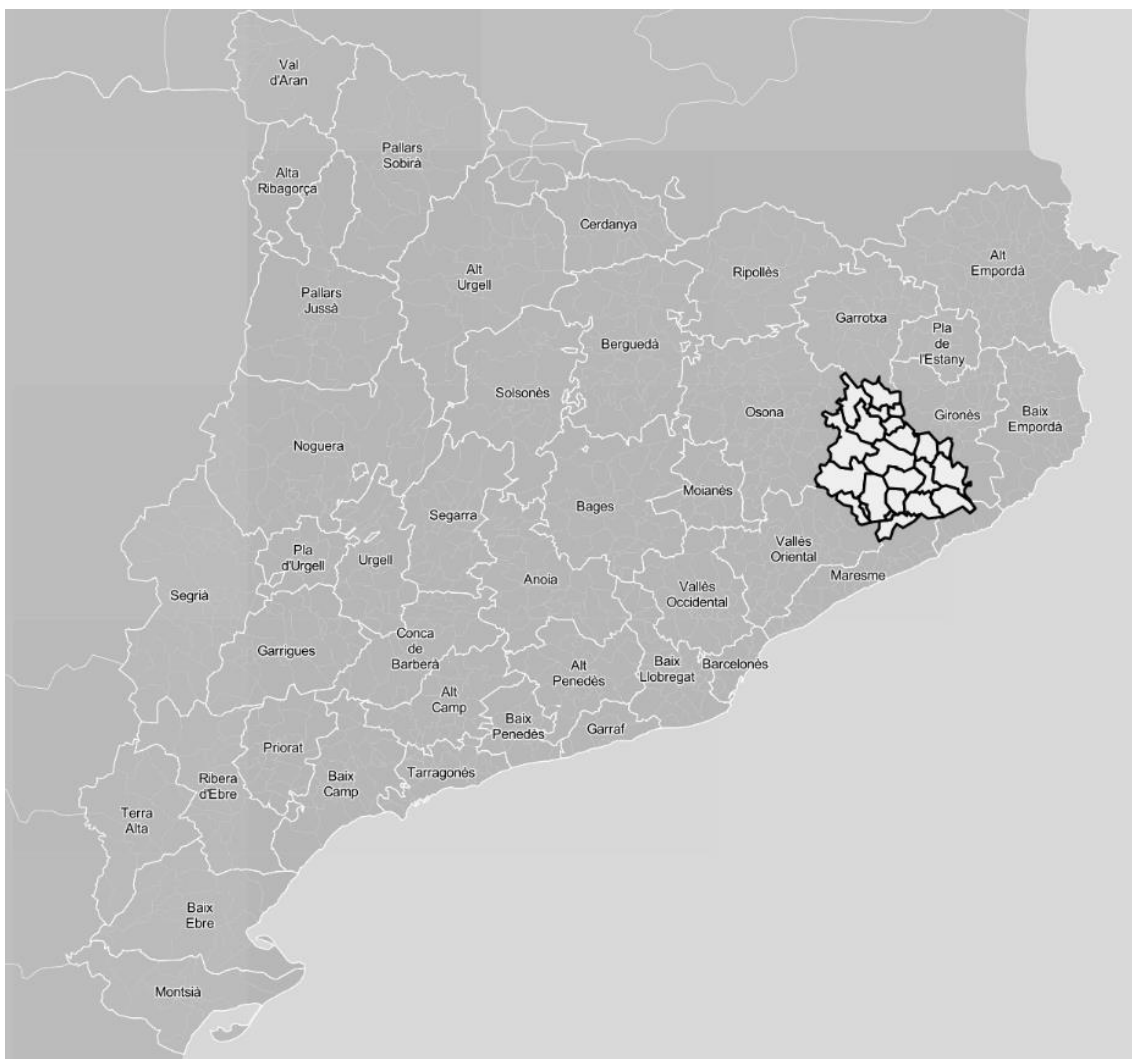 Val
d'Aran
Pallars
Sobirà
Alta
Ribagorça
Cerdanya
Alt
Urgell
Ripollès
Alt
Empordà
Pallars
Jussà
Garrotxa
Pla
de
l'Estany
Berguedà
Solsonès
Osona
Gironès
Baix
Empordà
Noguera
Moianès
Bages
Segarra
Vallès
Oriental
Pla
d'Urgell
Urgell
Anoia
Maresme
Vallès
Occidental
Segrià
Garrigues
Conca
de
Barberà
Alt
Penedès
Baix
Llobregat
Barcelonès
Alt
Camp
Baix
Penedès
Garraf
Priorat
Tarragonès
Ribera
d'Ebre
Baix
Camp
Terra
Alta
Baix
Ebre
Montsià